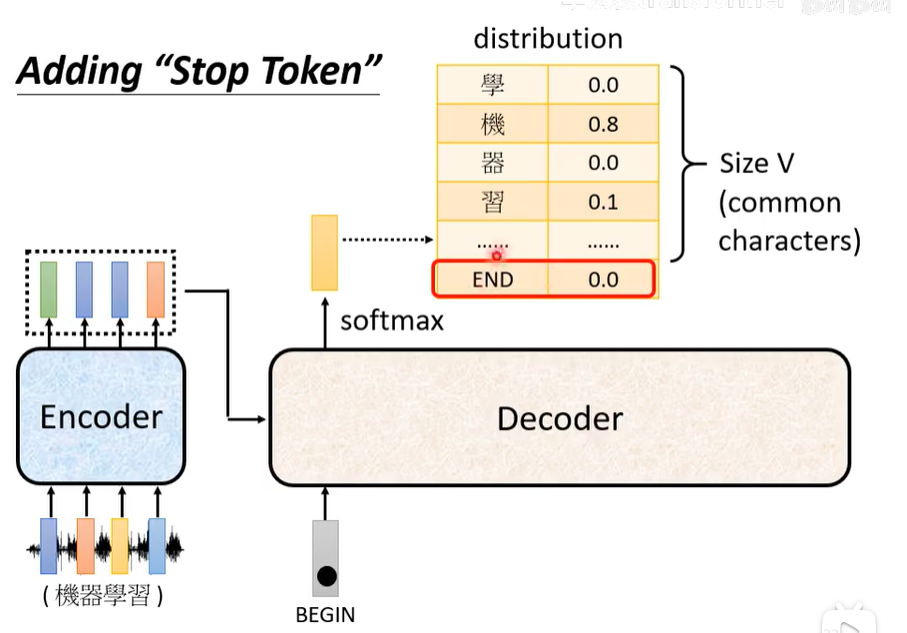 Adding “Stop Token”
distribution
學 0.0
機 0.8
器 0.0
習 0.1
...... ......
END 0.0
Size V
(common
characters)
softmax
Encoder
Decoder
( 機器學習 )
BEGIN